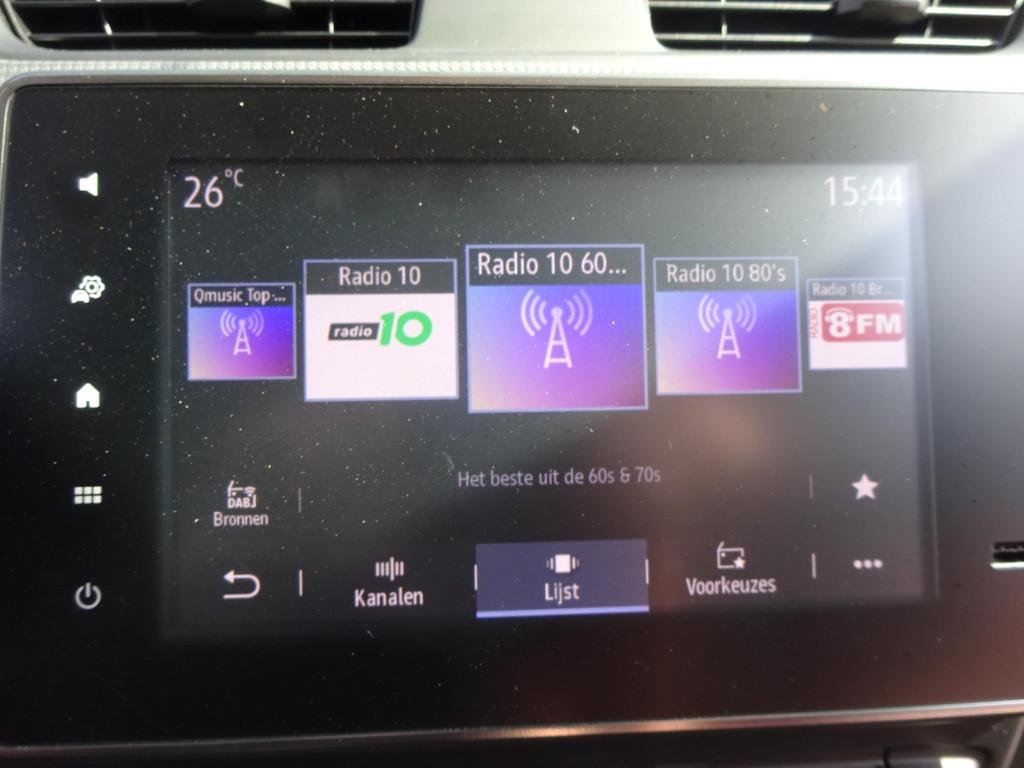 26°C
15:44
Qmusic Top-...
Radio 10
Radio 10 60...
Radio 10 80's
Radio 10 Br...
radio 10
RADIO 8FM
Het beste uit de 60s & 70s
DAB
Bronnen
Kanalen
Lijst
Voorkeuzes